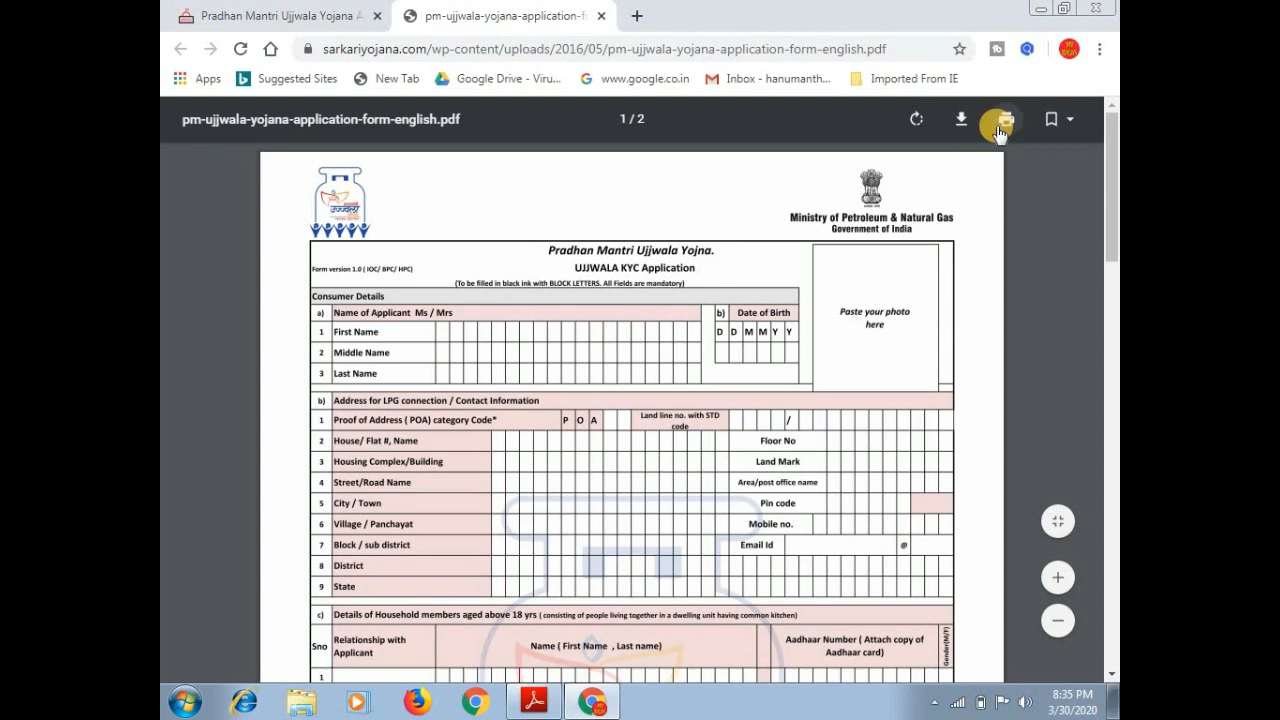 Pradhan Mantri Ujjwala Yojana A
pm-ujjwala-yojana-application-f
sarkariyojana.com/wp-content/uploads/2016/05/pm-ujjwala-yojana-application-form-english.pdf
Apps Suggested Sites New Tab Google Drive - Viru... www.google.co.in Inbox - hanumanth... Imported From IE
pm-ujjwala-yojana-application-form-english.pdf 1 / 2
उज्ज्वला
Ministry of Petroleum & Natural Gas
Government of India
Pradhan Mantri Ujjwala Yojna.
Form version 1.0 ( IOC/ BPC/ HPC) UJJWALA KYC Application
(To be filled in black ink with BLOCK LETTERS. All Fields are mandatory)
Paste your photo
here
Consumer Details
a) Name of Applicant Ms / Mrs b) Date of Birth
1 First Name D D M M Y Y
2 Middle Name
3 Last Name
b) Address for LPG connection / Contact Information
1 Proof of Address ( POA) category Code* P O A Land line no. with STD code /
2 House/ Flat #, Name Floor No
3 Housing Complex/Building Land Mark
4 Street/Road Name Area/post office name
5 City / Town Pin code
6 Village / Panchayat Mobile no.
7 Block / sub district Email Id @
8 District
9 State
c) Details of Household members aged above 18 yrs ( consisting of people living together in a dwelling unit having common kitchen)
Sno Relationship with Applicant Name ( First Name , Last name) Aadhaar Number ( Attach copy of Aadhaar card) Gender(M/F)
1
8:35 PM
3/30/2020